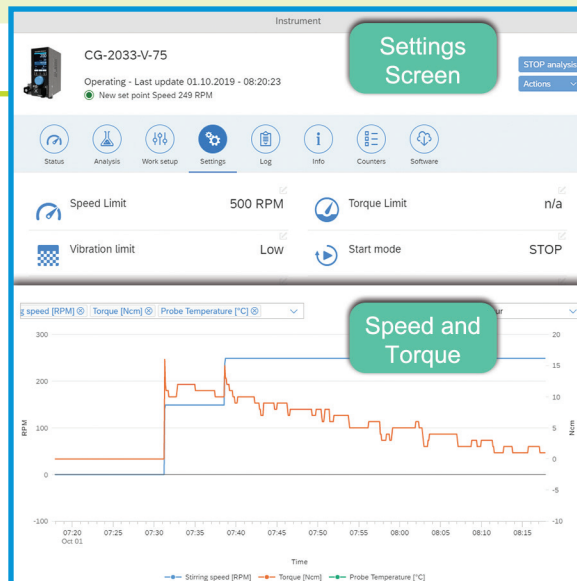 Instrument
Settings
Screen
CG-2033-V-75
Operating - Last update 01.10.2019 - 08:20:23
New set point Speed 249 RPM
STOP analysis
Actions
Status Analysis Work setup Settings Log Info Counters Software
Speed Limit 500 RPM Torque Limit n/a
Vibration limit Low Start mode STOP
g speed [RPM] Torque [Ncm] Probe Temperature [°C] ur
Speed and
Torque
300 20
15
200 10
RPM
100 5
Ncm
0 0
-5
-100 -10
07:20 07:25 07:30 07:35 07:40 07:45 07:50 07:55 08:00 08:05 08:10 08:15
Oct 01
Time
Stirring speed [RPM] Torque [Ncm] Probe Temperature [°C]